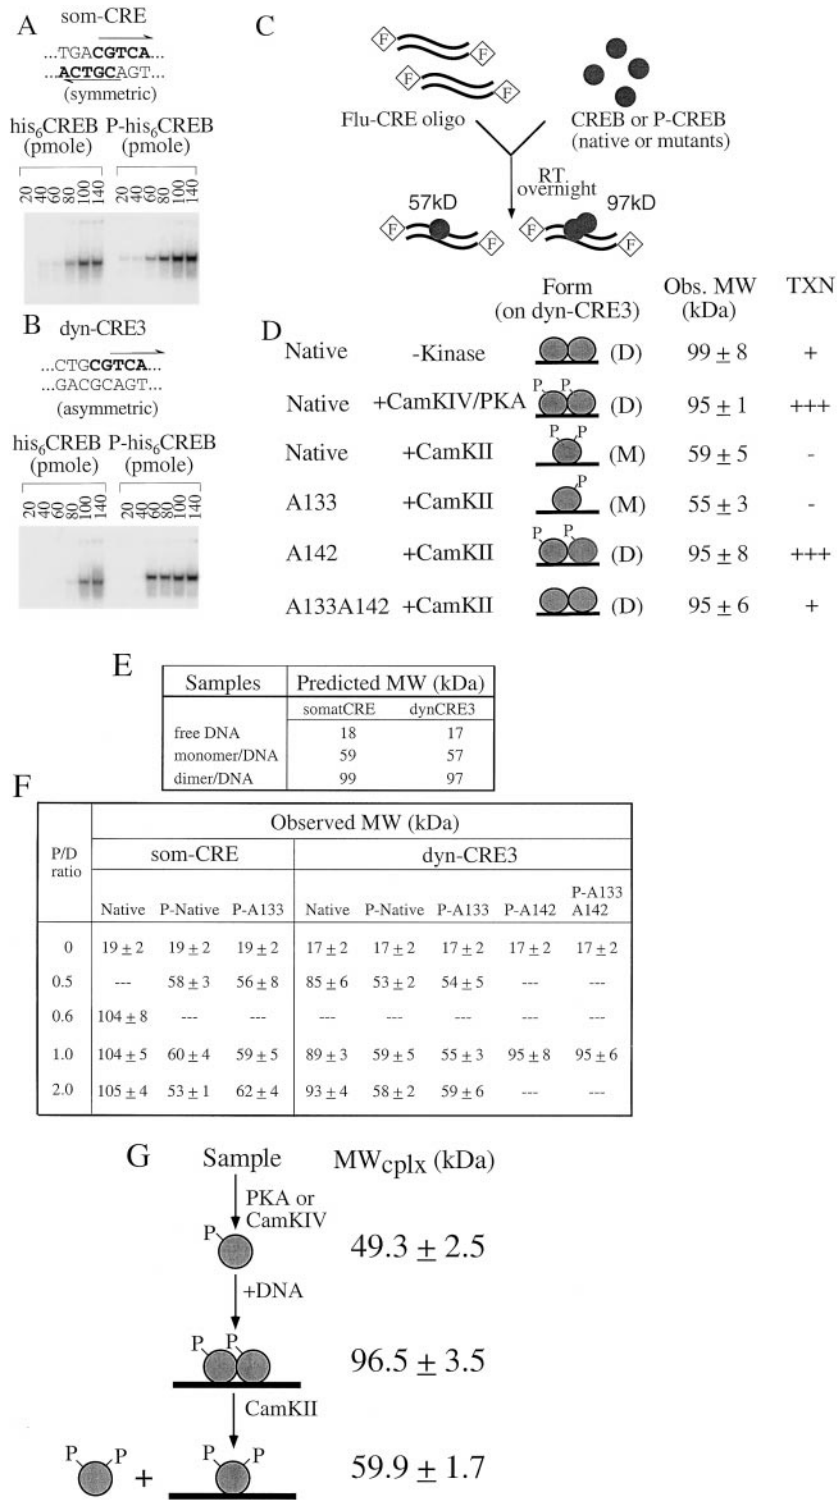 A
som-CRE
...TGACGTCA...
...ACTGCAGT...
(symmetric)
his6CREB P-his6CREB
(pmole) (pmole)
20 40 60 80 100 140 20 40 60 80 100 140
B
dyn-CRE3
...CTGCGTCA...
...GACGCAGT...
(asymmetric)
his6CREB P-his6CREB
(pmole) (pmole)
20 40 60 80 100 140 20 40 60 80 100 140
C
F F
F F
Flu-CRE oligo
CREB or P-CREB
(native or mutants)
RT
overnight
57kD 97kD
F F F F
D
Form Obs. MW TXN
(on dyn-CRE3) (kDa)
Native -Kinase (D) 99 ± 8 +
Native +CamKIV/PKA P P (D) 95 ± 1 +++
Native +CamKII P P (M) 59 ± 5 -
A133 +CamKII P (M) 55 ± 3 -
A142 +CamKII P P (D) 95 ± 8 +++
A133A142 +CamKII (D) 95 ± 6 +
E
Samples Predicted MW (kDa)
somatCRE dynCRE3
free DNA 18 17
monomer/DNA 59 57
dimer/DNA 99 97
F
Observed MW (kDa)
P/D ratio som-CRE dyn-CRE3
Native P-Native P-A133 Native P-Native P-A133 P-A142 P-A133 A142
0 19 ± 2 19 ± 2 19 ± 2 17 ± 2 17 ± 2 17 ± 2 17 ± 2 17 ± 2
0.5 --- 58 ± 3 56 ± 8 85 ± 6 53 ± 2 54 ± 5 --- ---
0.6 104 ± 8 --- --- --- --- --- --- ---
1.0 104 ± 5 60 ± 4 59 ± 5 89 ± 3 59 ± 5 55 ± 3 95 ± 8 95 ± 6
2.0 105 ± 4 53 ± 1 62 ± 4 93 ± 4 58 ± 2 59 ± 6 --- ---
G
Sample MWcplx (kDa)
PKA or
CamKIV
P 49.3 ± 2.5
+DNA
P P 96.5 ± 3.5
CamKII
P P + P P 59.9 ± 1.7